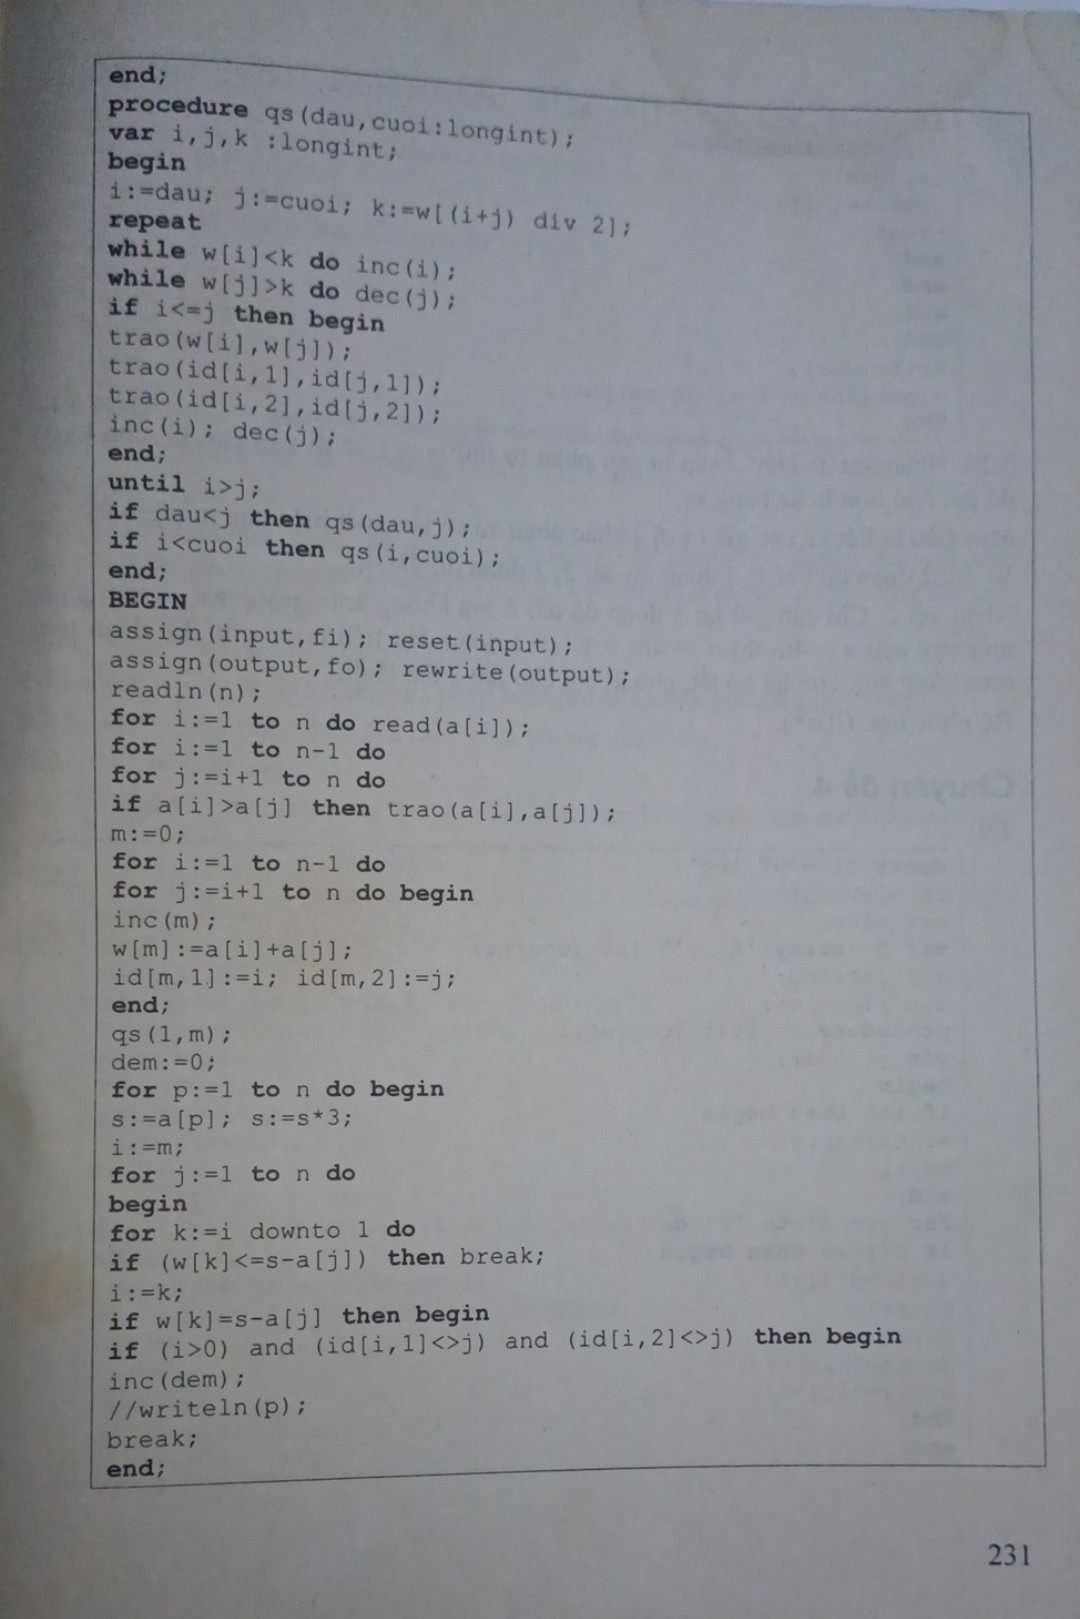 end;
procedure qs(dau,cuoi:longint);
var i,j,k :longint;
begin
i:=dau; j:=cuoi; k:=w[(i+j) div 2];
repeat
while w[i]<k do inc(i);
while w[j]>k do dec(j);
if i<=j then begin
trao(w[i],w[j]);
trao(id[i,1],id[j,1]);
trao(id[i,2],id[j,2]);
inc(i); dec(j);
end;
until i>j;
if dau<j then qs(dau,j);
if i<cuoi then qs(i,cuoi);
end;
BEGIN
assign(input,fi); reset(input);
assign(output,fo); rewrite(output);
readln(n);
for i:=1 to n do read(a[i]);
for i:=1 to n-1 do
for j:=i+1 to n do
if a[i]>a[j] then trao(a[i],a[j]);
m:=0;
for i:=1 to n-1 do
for j:=i+1 to n do begin
inc(m);
w[m]:=a[i]+a[j];
id[m,1]:=i; id[m,2]:=j;
end;
qs(1,m);
dem:=0;
for p:=1 to n do begin
s:=a[p]; s:=s*3;
i:=m;
for j:=1 to n do
begin
for k:=i downto 1 do
if (w[k]<=s-a[j]) then break;
i:=k;
if w[k]=s-a[j] then begin
if (i>0) and (id[i,1]<>j) and (id[i,2]<>j) then begin
inc(dem);
//writeln(p);
break;
end;
231